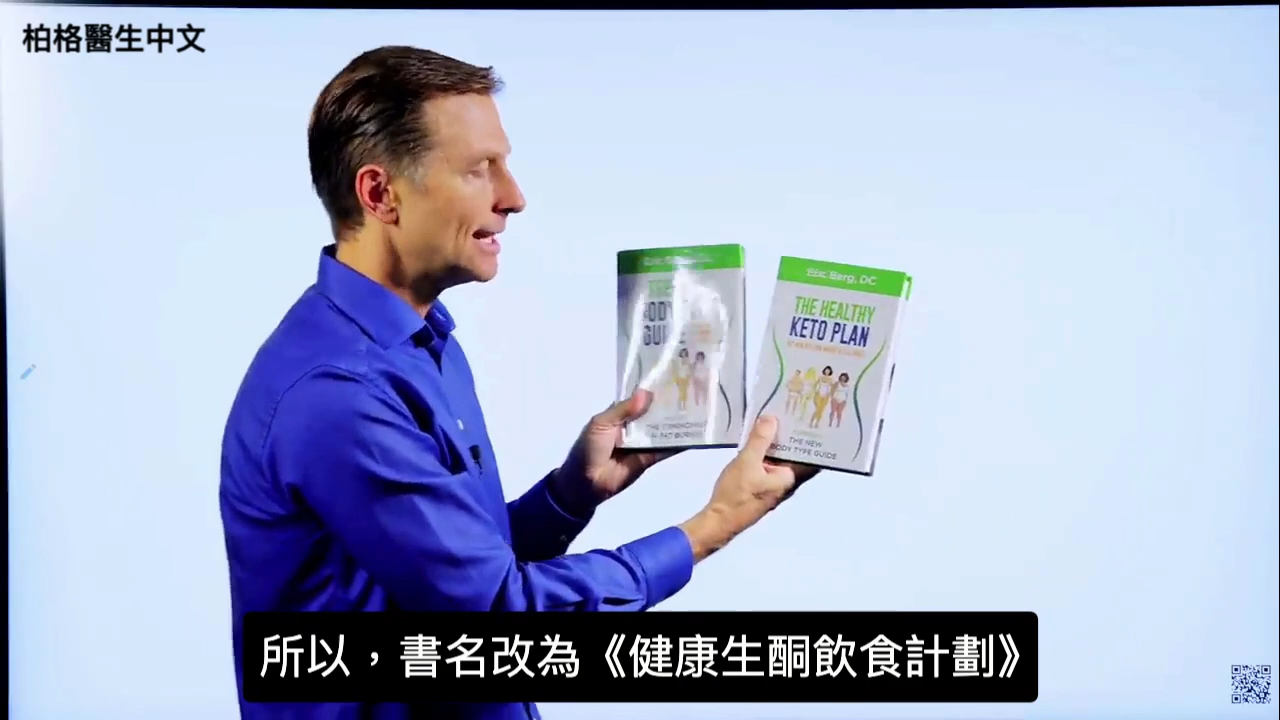 柏格醫生中文
GUIDE
Eric Berg, DC
THE HEALTHY
KETO PLAN
THE NEW
BODY TYPE GUIDE
所以，書名改為《健康生酮飲食計劃》